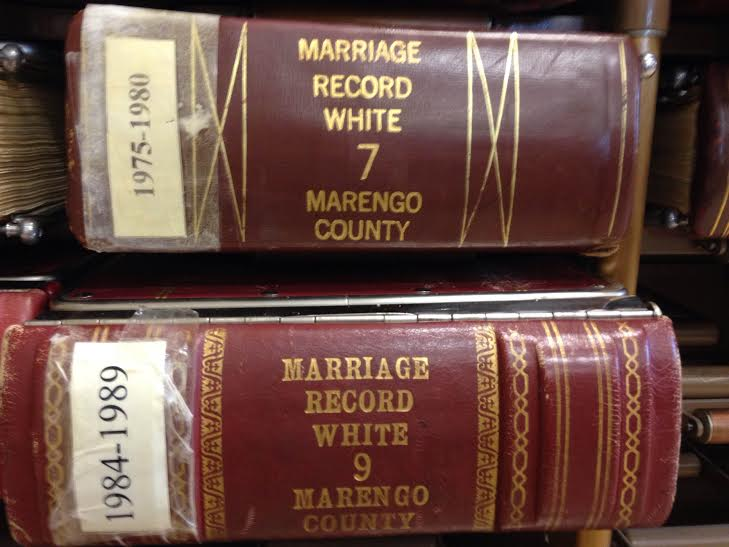 1975-1980
MARRIAGE
RECORD
WHITE
7
MARENGO
COUNTY
1984-1989
MARRIAGE
RECORD
WHITE
9
MARENGO
COUNTY